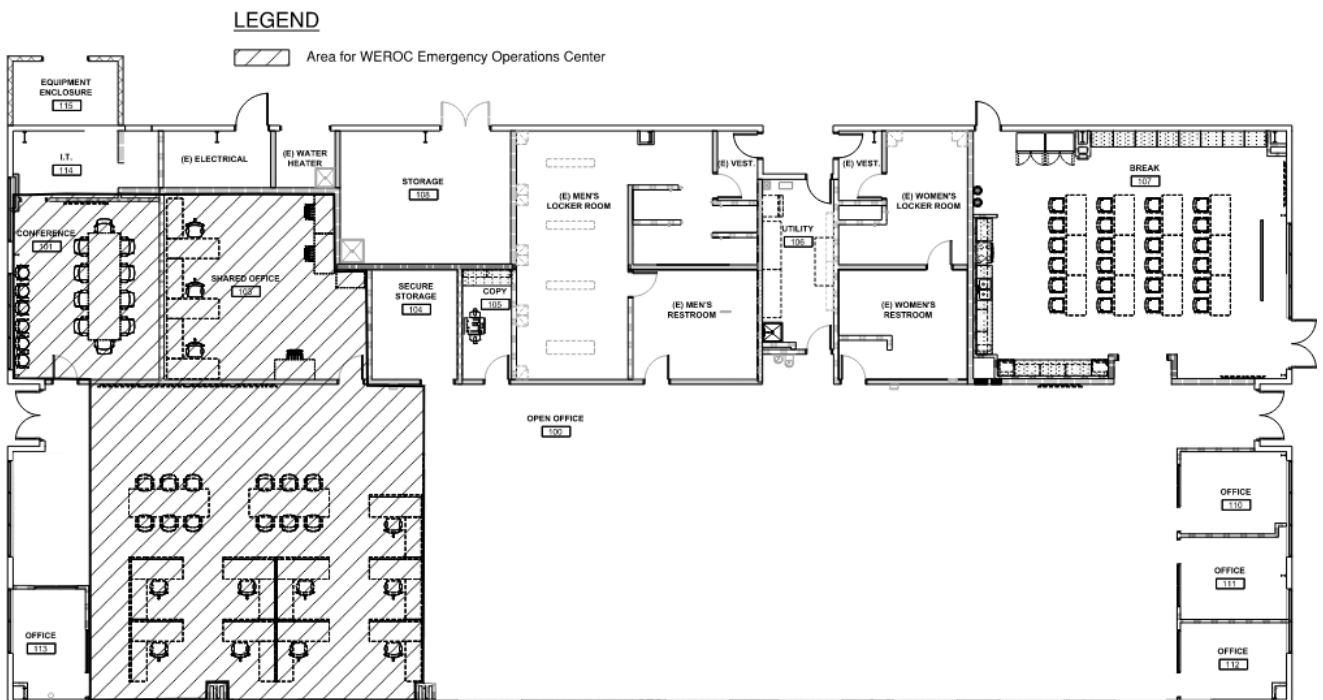 LEGEND
Area for WEROC Emergency Operations Center
EQUIPMENT
ENCLOSURE
115
I.T.
114
(E) ELECTRICAL
(E) WATER
HEATER
STORAGE
108
(E) MEN'S
LOCKER ROOM
(E) VEST.
(E) VEST.
(E) WOMEN'S
LOCKER ROOM
BREAK
107
CONFERENCE
101
SHARED OFFICE
103
SECURE
STORAGE
104
COPY
105
UTILITY
106
(E) MEN'S
RESTROOM
(E) WOMEN'S
RESTROOM
OPEN OFFICE
100
OFFICE
110
OFFICE
111
OFFICE
112
OFFICE
113